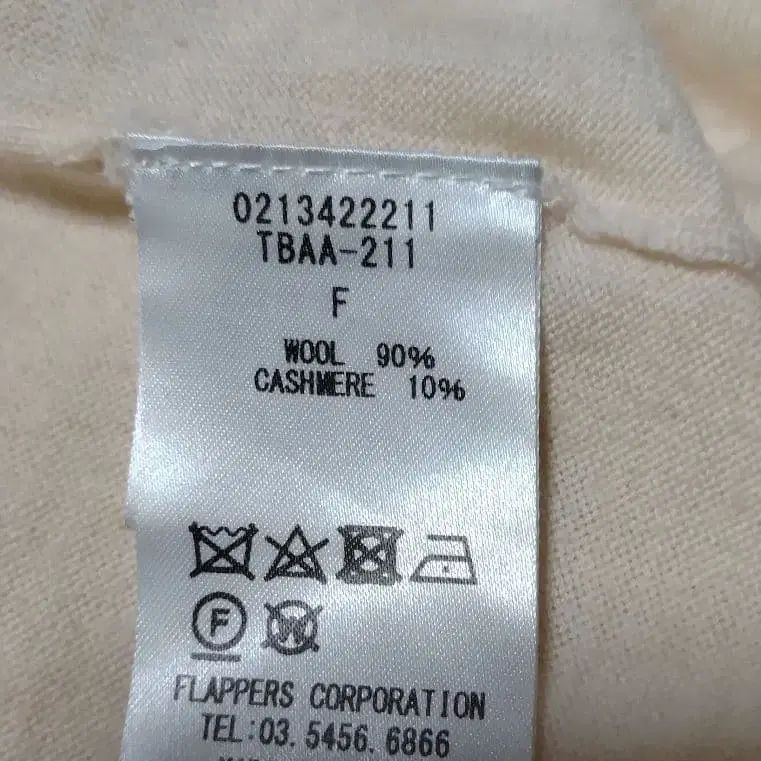 0213422211
TBAA-211
F
WOOL 90%
CASHMERE 10%
F W
FLAPPERS CORPORATION
TEL:03.5456.6866